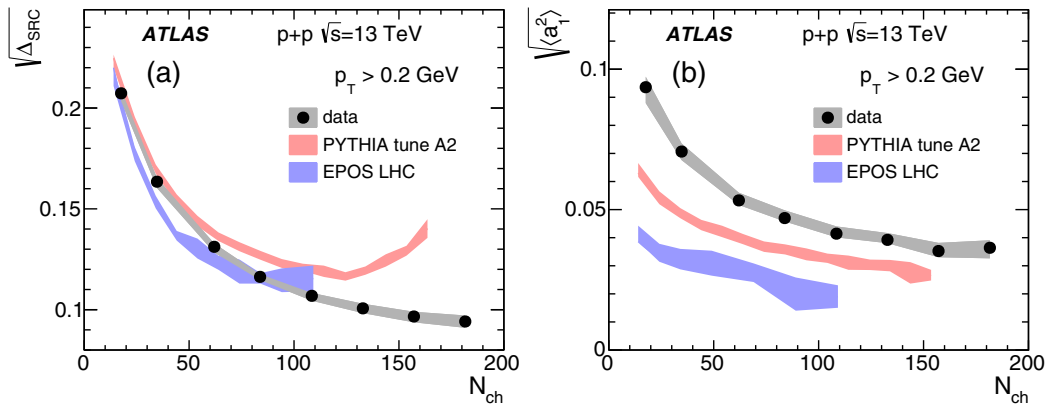 √Δ_SRC
ATLAS p+p √s=13 TeV
(a)
p_T > 0.2 GeV
data
PYTHIA tune A2
EPOS LHC
0.2
0.15
0.1
0 50 100 150 200
N_ch
√⟨a₁²⟩
ATLAS p+p √s=13 TeV
(b)
p_T > 0.2 GeV
data
PYTHIA tune A2
EPOS LHC
0.1
0.05
0
0 50 100 150 200
N_ch